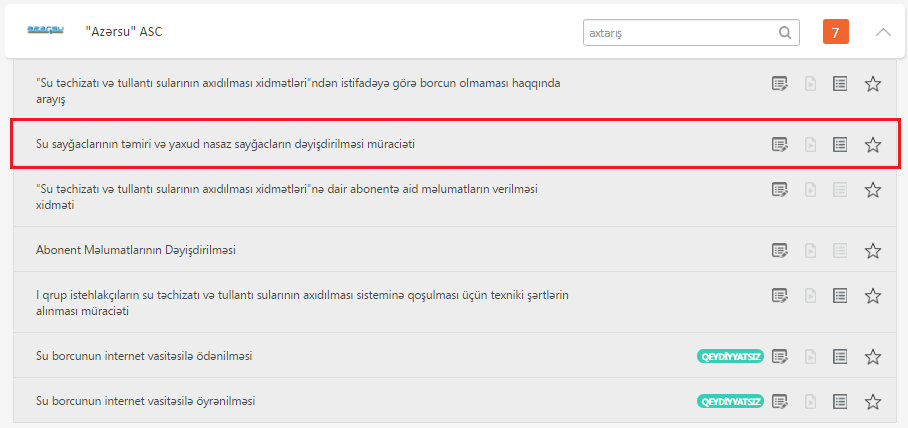 AZƏRSU
"Azərsu" ASC
axtarış
7
"Su təchizatı və tullantı sularının axıdılması xidmətləri"ndən istifadəyə görə borcun olmaması haqqında
arayış
Su sayğaclarının təmiri və yaxud nasaz sayğacların dəyişdirilməsi müraciəti
"Su təchizatı və tullantı sularının axıdılması xidmətləri"nə dair abonentə aid məlumatların verilməsi
xidməti
Abonent Məlumatlarının Dəyişdirilməsi
I qrup istehlakçıların su təchizatı və tullantı sularının axıdılması sisteminə qoşulması üçün texniki şərtlərin
alınması müraciəti
Su borcunun internet vasitəsilə ödənilməsi
QEYDİYYATSIZ
Su borcunun internet vasitəsilə öyrənilməsi
QEYDİYYATSIZ